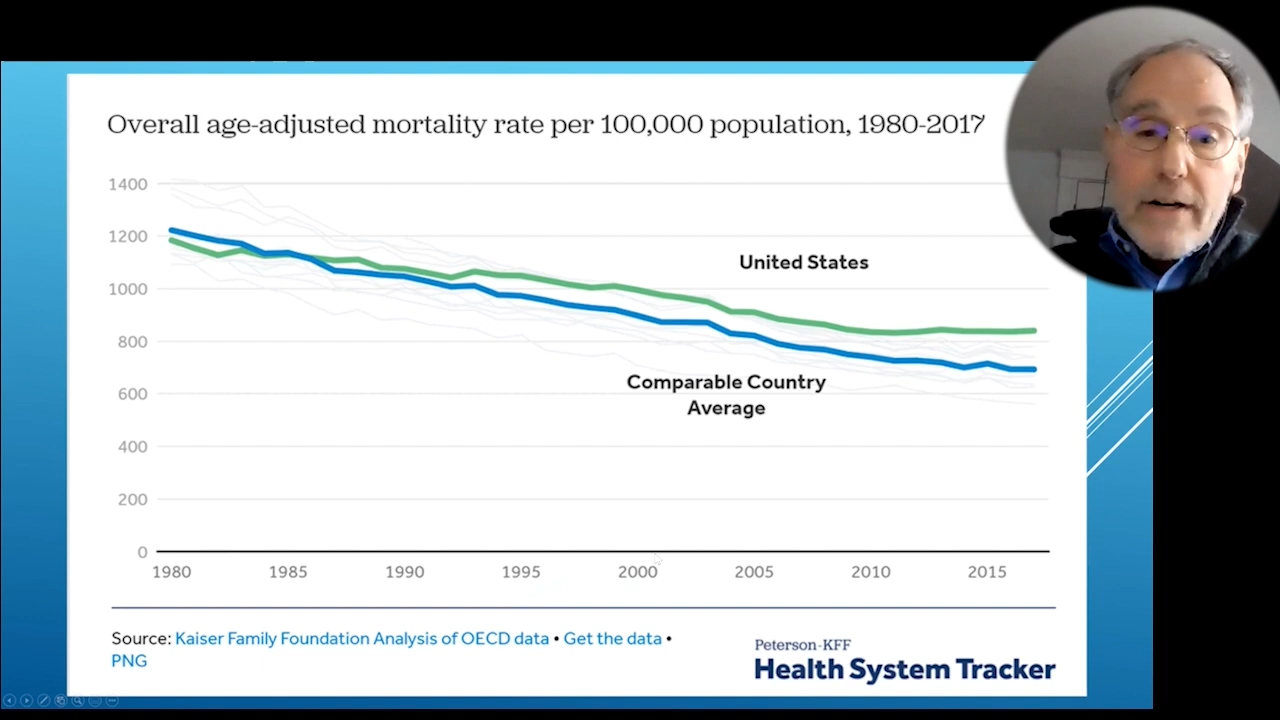 Overall age-adjusted mortality rate per 100,000 population, 1980-2017
1400
1200
1000
800
600
400
200
0
United States
Comparable Country
Average
1980 1985 1990 1995 2000 2005 2010 2015
Source: Kaiser Family Foundation Analysis of OECD data • Get the data •
PNG
Peterson-KFF
Health System Tracker